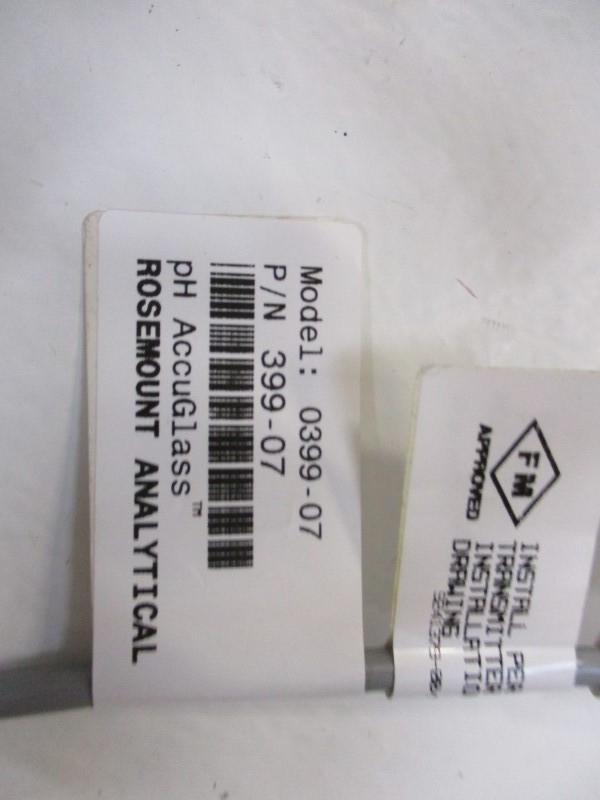 Model: 0399-07
P/N 399-07
pH AccuGlass™
ROSEMOUNT ANALYTICAL
FM
APPROVED
INSTALL PER
TRANSMITTER
INSTALLATIO
DRAWING